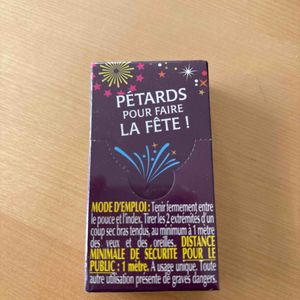 PÉTARDS
POUR FAIRE
LA FÊTE !
MODE D'EMPLOI : Tenir fermement entre
le pouce et l'index. Tirer les 2 extrémités d'un
coup sec bras tendus, au minimum à 1 mètre
des yeux et des oreilles. DISTANCE
MINIMALE DE SÉCURITÉ POUR LE
PUBLIC : 1 mètre. A usage unique. Toute
autre utilisation présente de graves dangers.